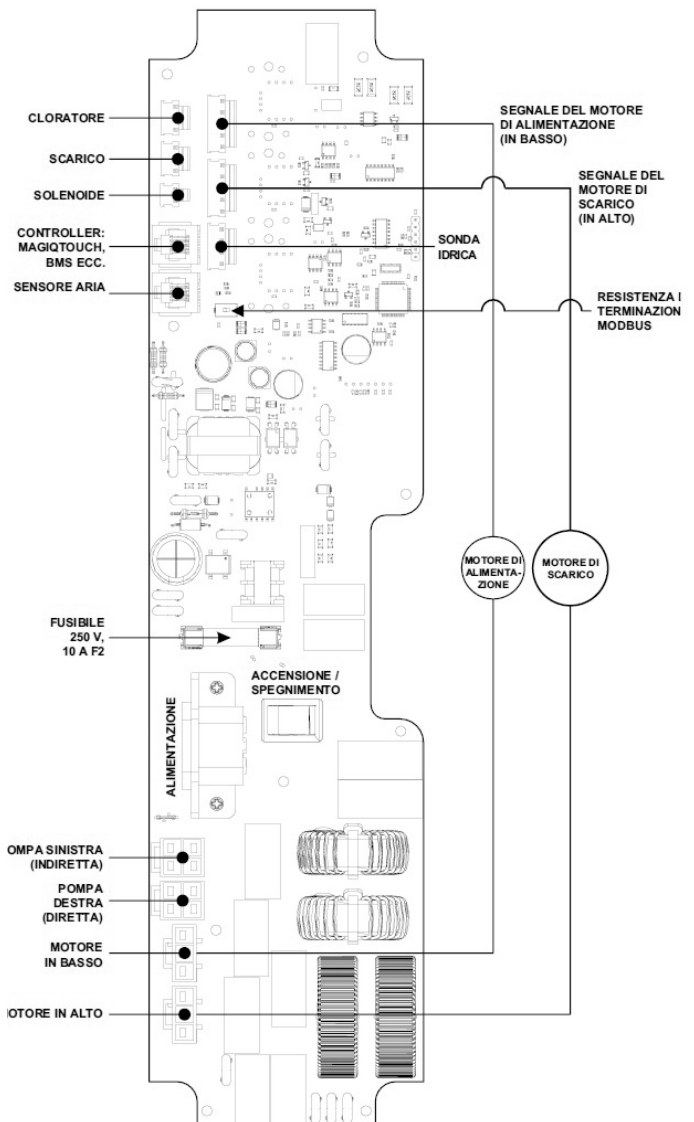 CLORATORE
SCARICO
SOLENOIDE
CONTROLLER:
MAGIQTOUCH,
BMS ECC.
SENSORE ARIA
SEGNALE DEL MOTORE
DI ALIMENTAZIONE
(IN BASSO)
SEGNALE DEL
MOTORE DI
SCARICO
(IN ALTO)
SONDA
IDRICA
RESISTENZA I
TERMINAZION
MODBUS
MOTORE DI
ALIMENTA-
ZIONE
MOTORE DI
SCARICO
FUSIBILE
250 V,
10 A F2
ACCENSIONE /
SPEGNIMENTO
ALIMENTAZIONE
OMPA SINISTRA
(INDIRETTA)
POMPA
DESTRA
(DIRETTA)
MOTORE
IN BASSO
IOTORE IN ALTO